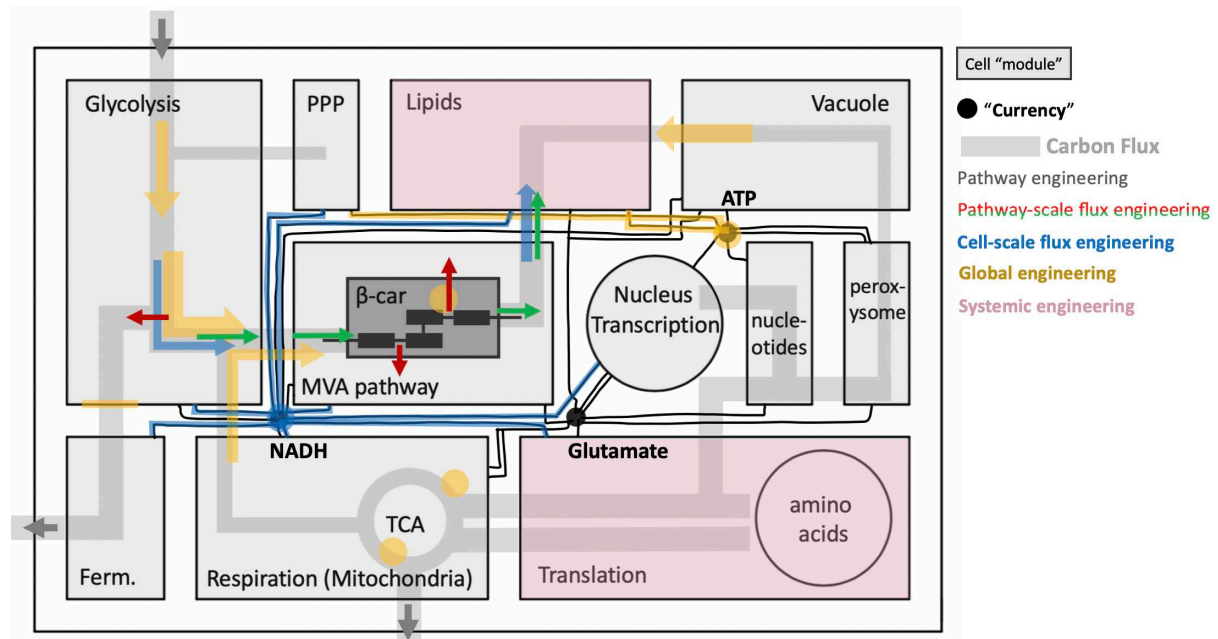 Glycolysis
PPP
Lipids
Vacuole
ATP
β-car
MVA pathway
Nucleus
Transcription
nucle-
otides
perox-
ysome
NADH
Glutamate
Ferm.
TCA
Respiration (Mitochondria)
Translation
amino
acids
Cell “module”
“Currency”
Carbon Flux
Pathway engineering
Pathway-scale flux engineering
Cell-scale flux engineering
Global engineering
Systemic engineering